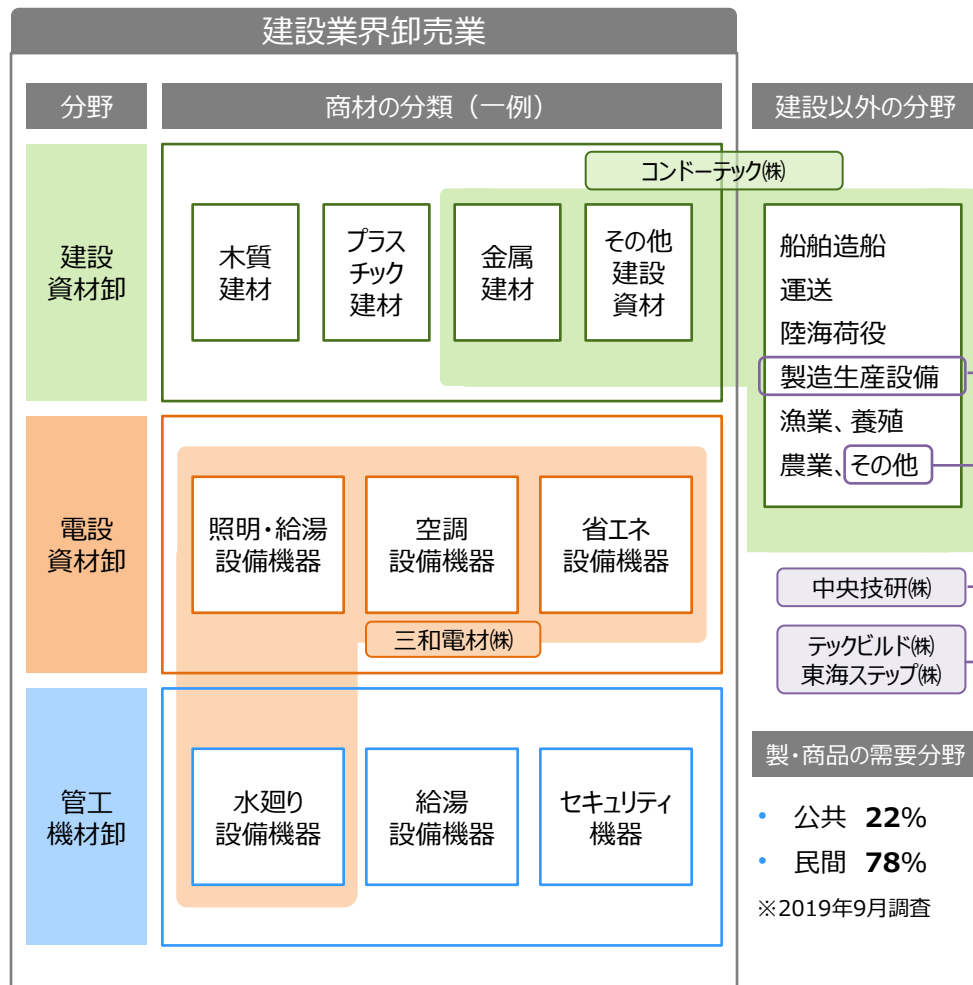 建設業界卸売業
分野
商材の分類（一例）
建設以外の分野
コンドーテック㈱
建設
資材卸
木質
建材
プラス
チック
建材
金属
建材
その他
建設
資材
船舶造船
運送
陸海荷役
製造生産設備
漁業、養殖
農業、その他
電設
資材卸
照明・給湯
設備機器
空調
設備機器
省エネ
設備機器
三和電材㈱
中央技研㈱
テックビルド㈱
東海ステップ㈱
管工
機材卸
水廻り
設備機器
給湯
設備機器
セキュリティ
機器
製・商品の需要分野
• 公共 22%
• 民間 78%
※2019年9月調査